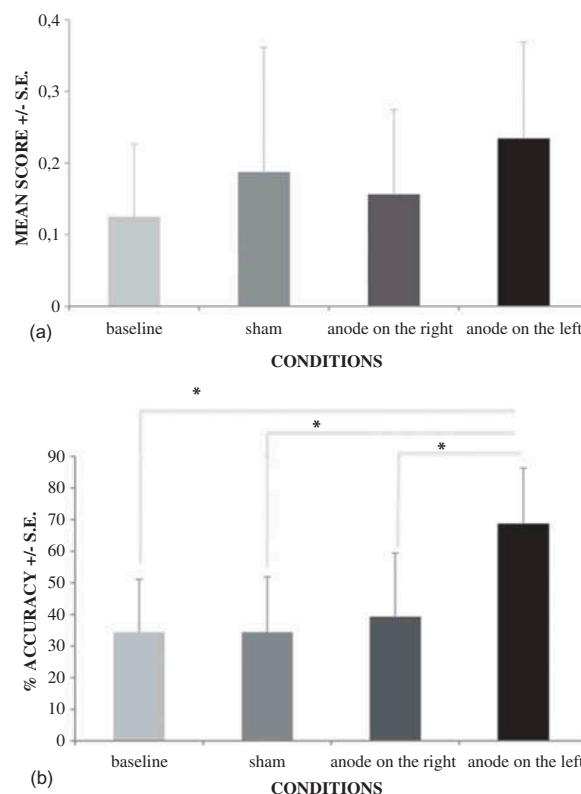 0,4
0,3
0,2
0,1
0
MEAN SCORE +/- S.E.
baseline sham anode on the right anode on the left
(a)
CONDITIONS
*
*
*
90
80
70
60
50
40
30
20
10
0
% ACCURACY +/- S.E.
baseline sham anode on the right anode on the left
(b)
CONDITIONS